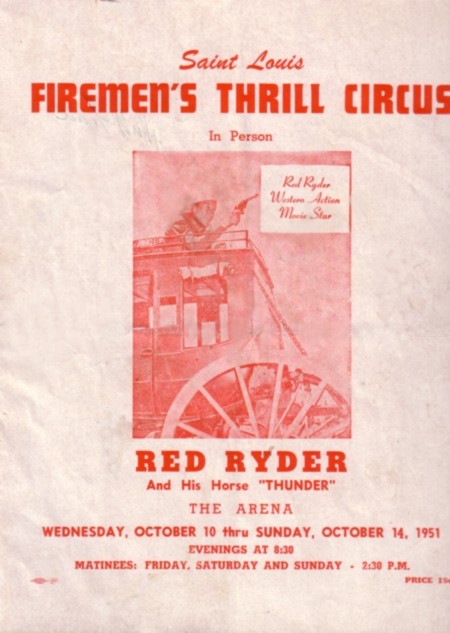 Saint Louis
FIREMEN'S THRILL CIRCUS
In Person
Red Ryder
Western Action
Movie Star
RED RYDER
And His Horse "THUNDER"
THE ARENA
WEDNESDAY, OCTOBER 10 thru SUNDAY, OCTOBER 14, 1951
EVENINGS AT 8:30
MATINEES: FRIDAY, SATURDAY AND SUNDAY - 2:30 P.M.
PRICE